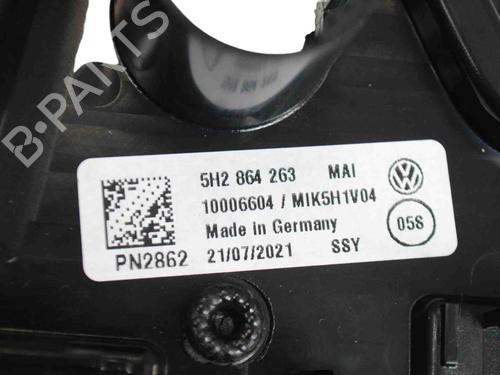 B-PARTS
5H2 864 263 MAI
10006604 / MIK5H1V04
Made in Germany
05S
PN2862 21/07/2021 SSY